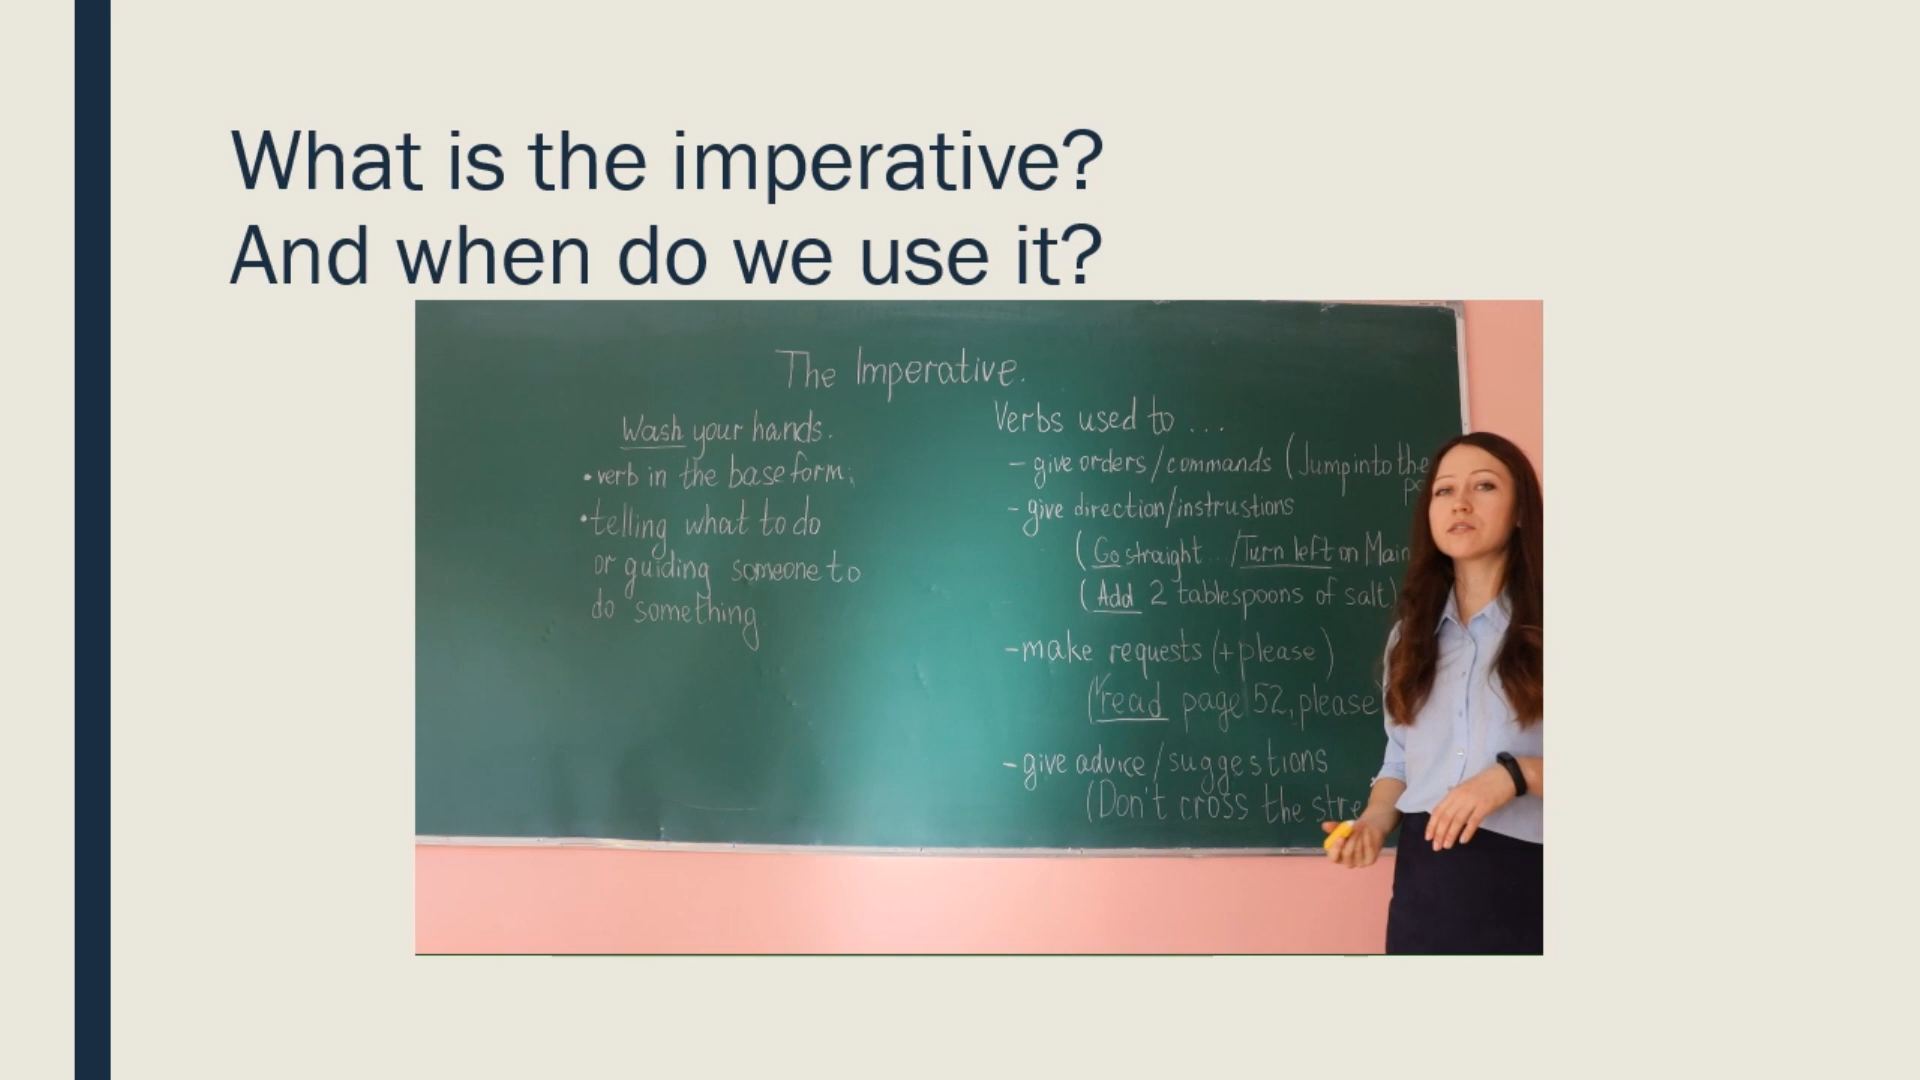 What is the imperative?
And when do we use it?
The Imperative.
Wash your hands.
• verb in the base form;
• telling what to do
or guiding someone to
do something
Verbs used to ...
- give orders/commands (Jump into the
- give direction/instrustions
(Go straight ../Turn left on Main
(Add 2 tablespoons of salt)
- make requests (+please)
(read page 52, please
- give advice/suggestions
(Don't cross the